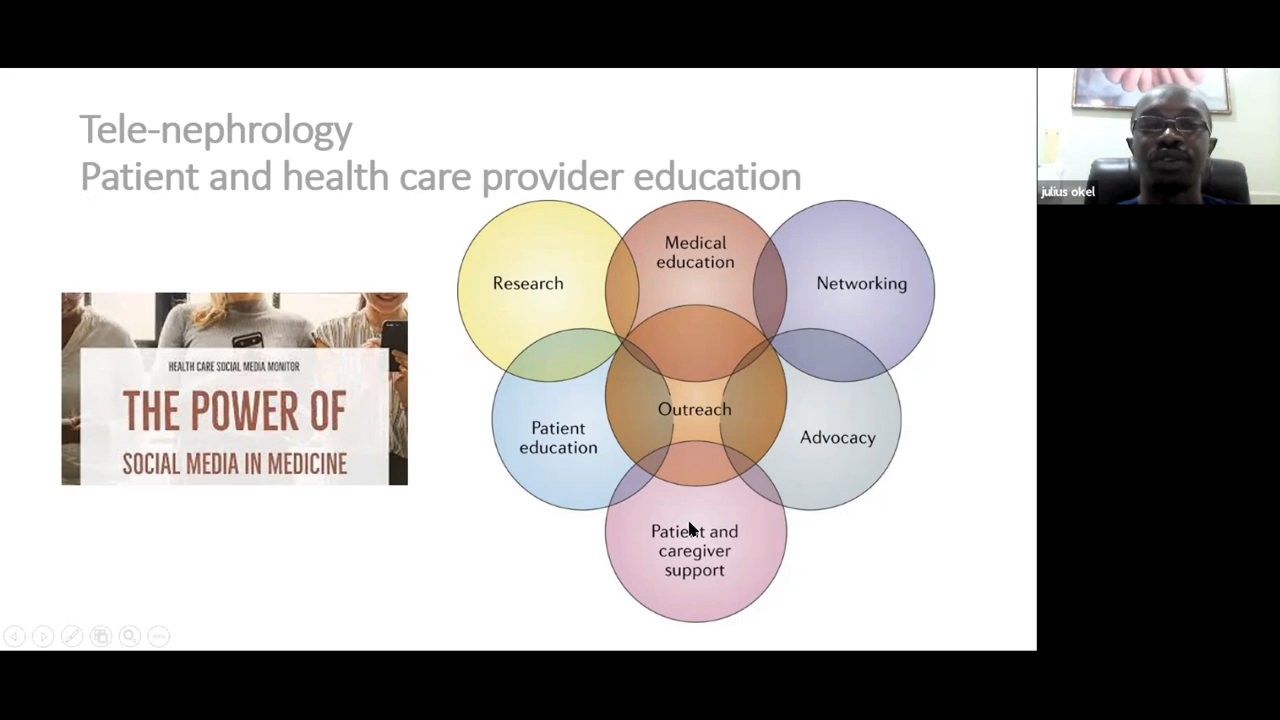 Tele-nephrology
Patient and health care provider education
julius okel
Research
Medical
education
Networking
HEALTH CARE SOCIAL MEDIA MONITOR
THE POWER OF
SOCIAL MEDIA IN MEDICINE
Patient
education
Outreach
Advocacy
Patient and
caregiver
support